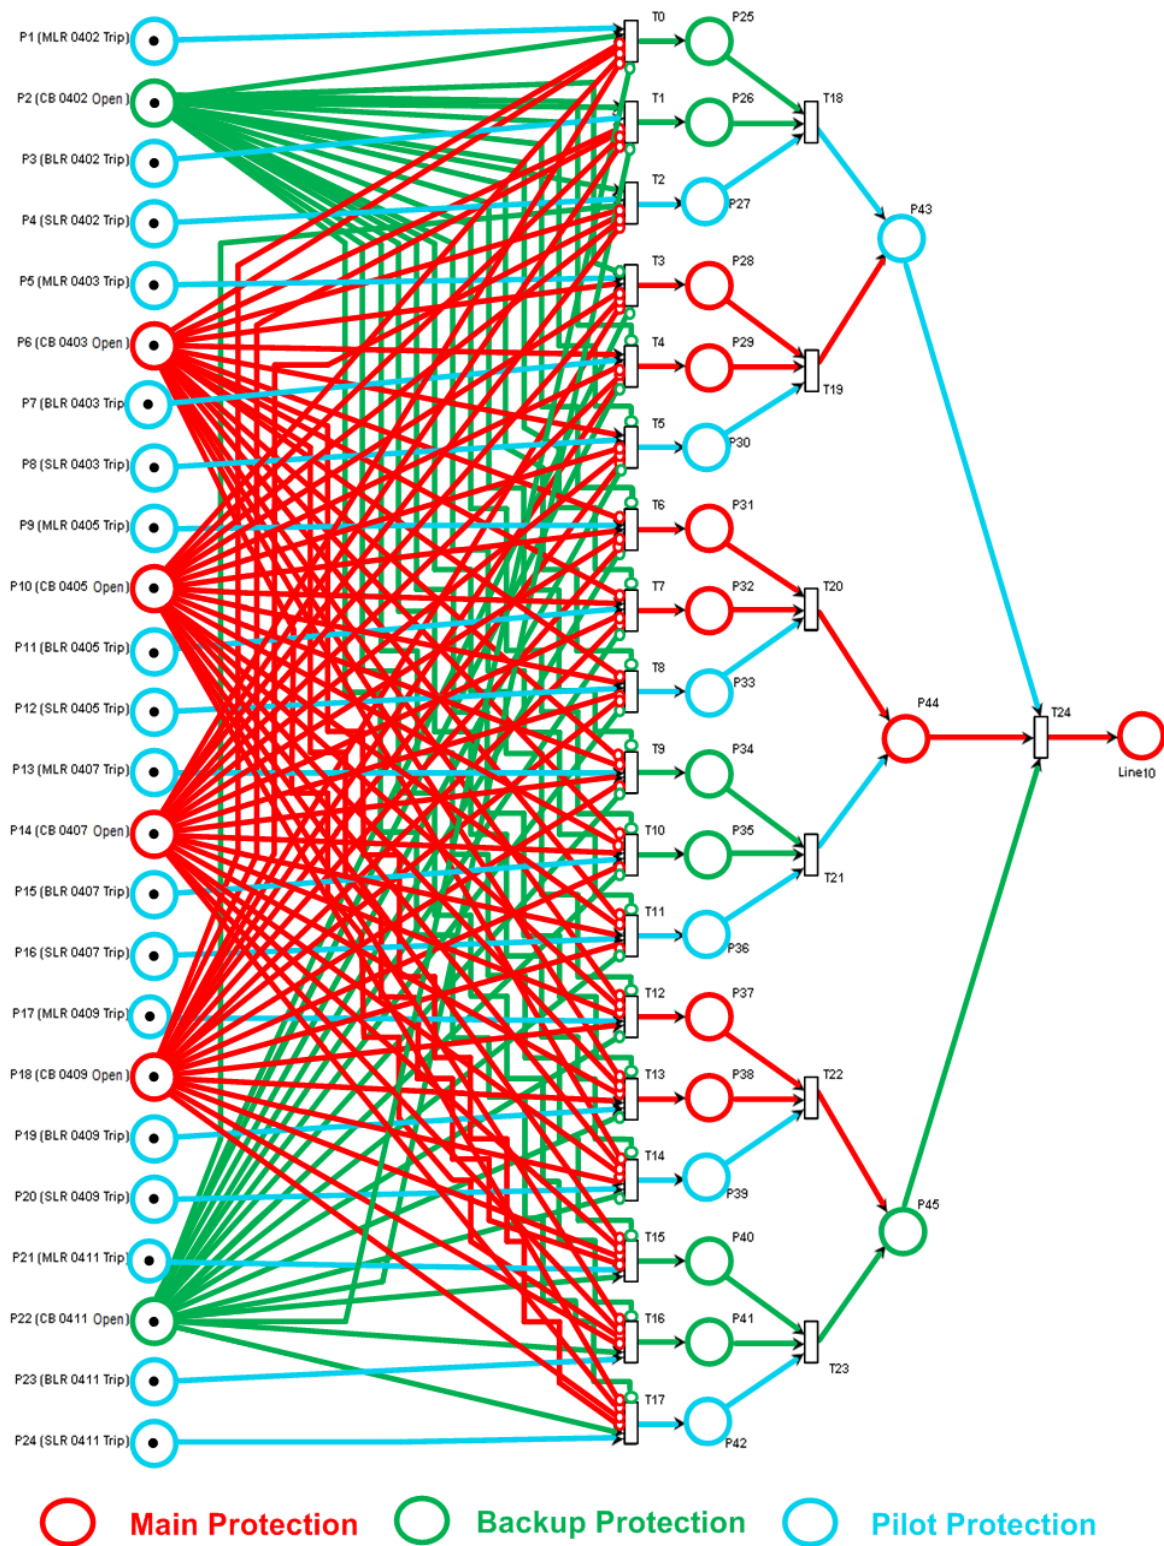 P1 (MLR 0402 Trip)
P2 (CB 0402 Open )
P3 (BLR 0402 Trip)
P4 (SLR 0402 Trip)
P5 (MLR 0403 Trip)
P6 (CB 0403 Open)
P7 (BLR 0403 Trip
P8 (SLR 0403 Trip)
P9 (MLR 0405 Trip)
P10 (CB 0405 Open)
P11 (BLR 0405 Trip)
P12 (SLR 0405 Trip)
P13 (MLR 0407 Trip)
P14 (CB 0407 Open)
P15 (BLR 0407 Trip)
P16 (SLR 0407 Trip)
P17 (MLR 0409 Trip)
P18 (CB 0409 Open )
P19 (BLR 0409 Trip)
P20 (SLR 0409 Trip)
P21 (MLR 0411 Trip)
P22 (CB 0411 Open)
P23 (BLR 0411 Trip)
P24 (SLR 0411 Trip)
T0
T1
T2
T3
T4
T5
T6
T7
T8
T9
T10
T11
T12
T13
T14
T15
T16
T17
P25
P26
P27
P28
P29
P30
P31
P32
P33
P34
P35
P36
P37
P38
P39
P40
P41
P42
T18
T19
T20
T21
T22
T23
P43
P44
P45
T24
Line10
Main Protection
Backup Protection
Pilot Protection